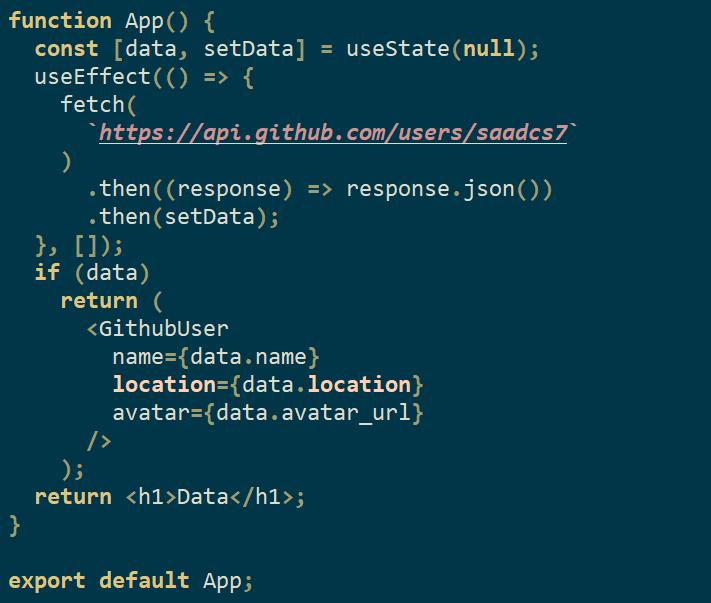 function App() {
  const [data, setData] = useState(null);
  useEffect(() => {
    fetch(
      `https://api.github.com/users/saadcs7`
    )
      .then((response) => response.json())
      .then(setData);
  }, []);
  if (data)
    return (
      <GithubUser
        name={data.name}
        location={data.location}
        avatar={data.avatar_url}
      />
    );
  return <h1>Data</h1>;
}

export default App;